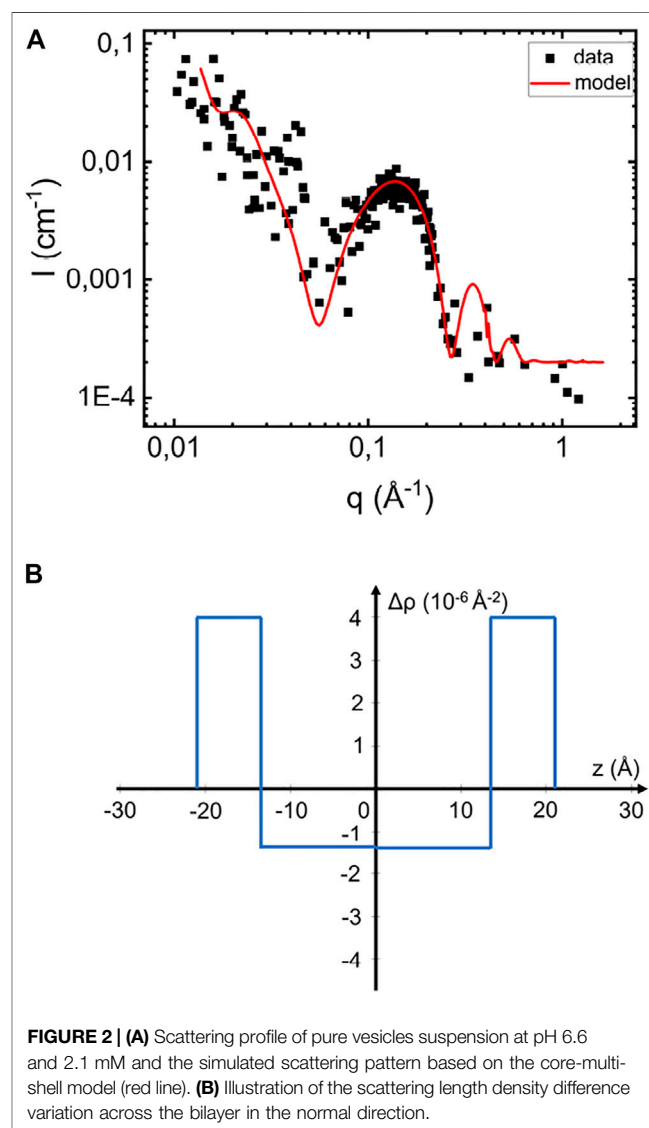 A
0,1
0,01
0,001
1E-4
I (cm⁻¹)
data
model
0,01
0,1
1
q (Å⁻¹)
B
Δρ (10⁻⁶ Å⁻²)
4
3
2
1
z (Å)
-30
-20
-10
0
10
20
30
-1
-2
-3
-4
FIGURE 2 | (A) Scattering profile of pure vesicles suspension at pH 6.6
and 2.1 mM and the simulated scattering pattern based on the core-multi-
shell model (red line). (B) Illustration of the scattering length density difference
variation across the bilayer in the normal direction.